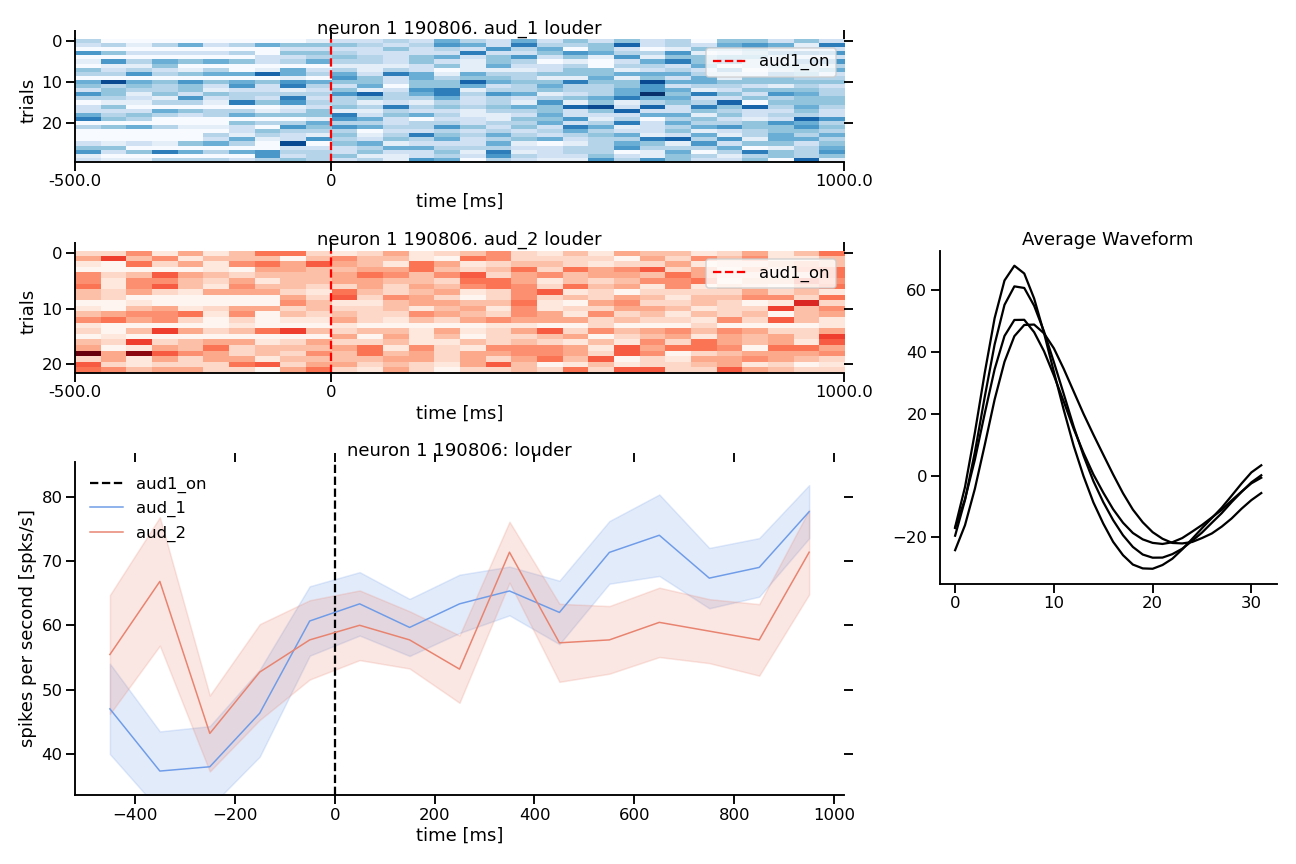 neuron 1 190806. aud_1 louder
aud1_on
0
10
20
trials
-500.0
0
1000.0
time [ms]
neuron 1 190806. aud_2 louder
aud1_on
0
10
20
trials
-500.0
0
1000.0
time [ms]
Average Waveform
60
40
20
0
−20
0
10
20
30
neuron 1 190806: louder
aud1_on
aud_1
aud_2
80
70
60
50
40
spikes per second [spks/s]
−400
−200
0
200
400
600
800
1000
time [ms]